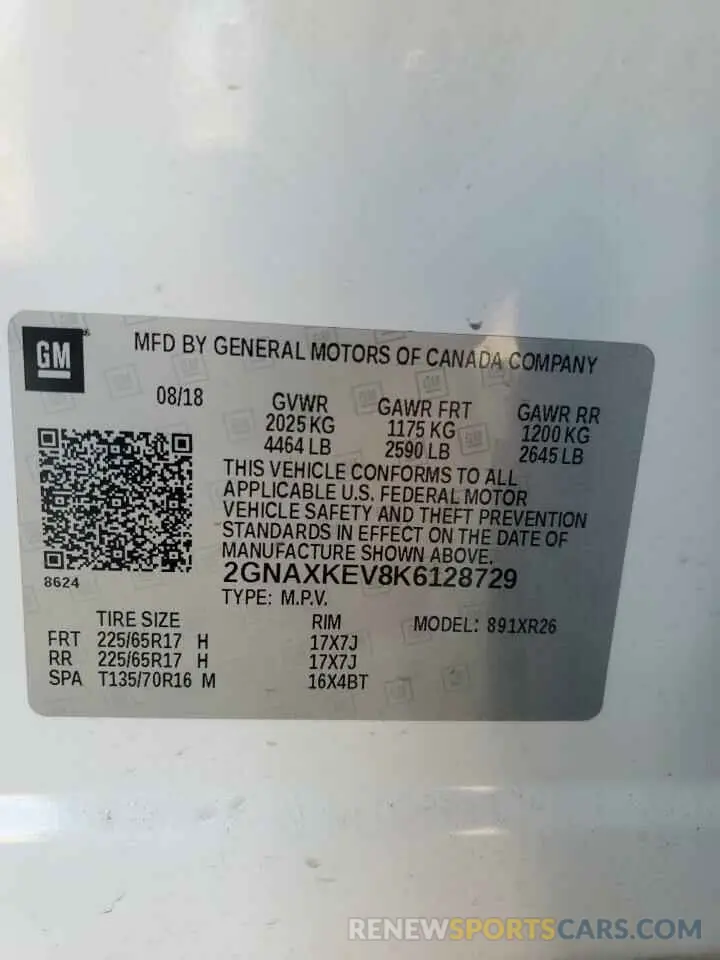 GM
MFD BY GENERAL MOTORS OF CANADA COMPANY
08/18 GVWR GAWR FRT GAWR RR
2025 KG 1175 KG 1200 KG
4464 LB 2590 LB 2645 LB
THIS VEHICLE CONFORMS TO ALL
APPLICABLE U.S. FEDERAL MOTOR
VEHICLE SAFETY AND THEFT PREVENTION
STANDARDS IN EFFECT ON THE DATE OF
MANUFACTURE SHOWN ABOVE.
8624 2GNAXKEV8K6128729
TYPE: M.P.V.
TIRE SIZE RIM MODEL: 891XR26
FRT 225/65R17 H 17X7J
RR 225/65R17 H 17X7J
SPA T135/70R16 M 16X4BT
RENEWSPORTSCARS.COM